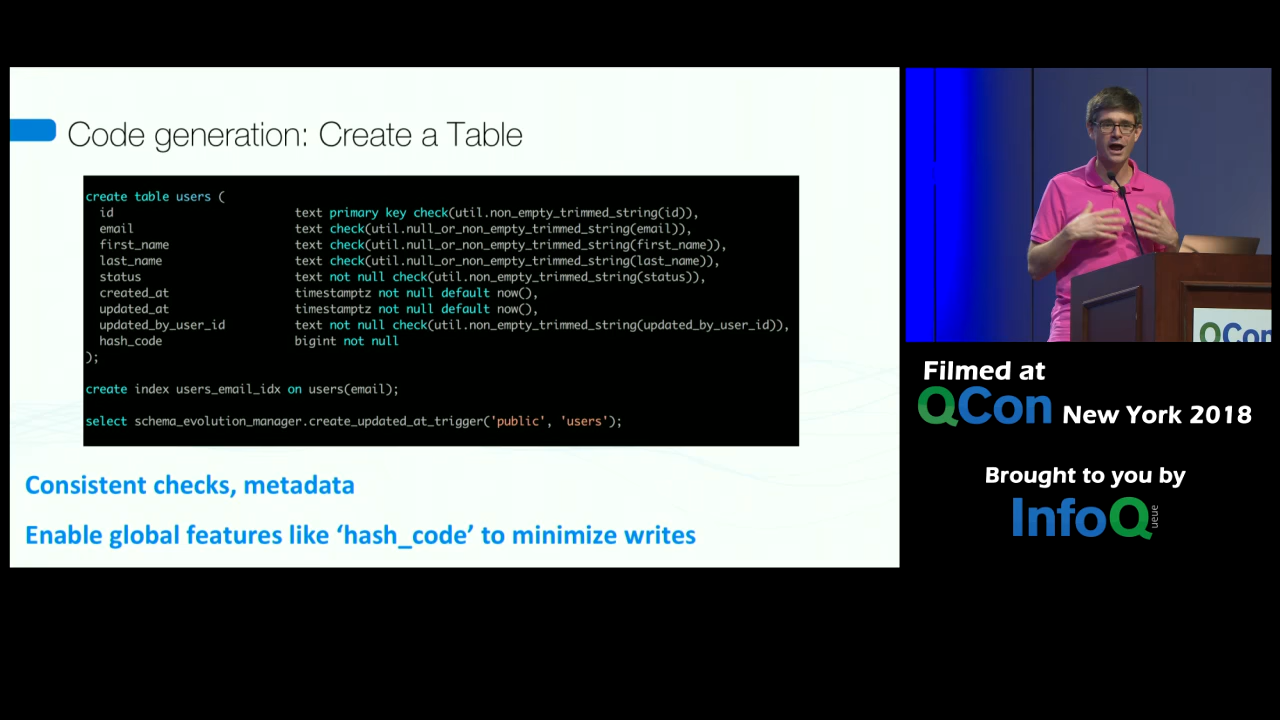 Code generation: Create a Table
create table users (
id text primary key check(util.non_empty_trimmed_string(id)),
email text check(util.null_or_non_empty_trimmed_string(email)),
first_name text check(util.null_or_non_empty_trimmed_string(first_name)),
last_name text check(util.null_or_non_empty_trimmed_string(last_name)),
status text not null check(util.non_empty_trimmed_string(status)),
created_at timestamptz not null default now(),
updated_at timestamptz not null default now(),
updated_by_user_id text not null check(util.non_empty_trimmed_string(updated_by_user_id)),
hash_code bigint not null
);
create index users_email_idx on users(email);
select schema_evolution_manager.create_updated_at_trigger('public', 'users');
Consistent checks, metadata
Enable global features like ‘hash_code’ to minimize writes
QCon
Filmed at
QCon New York 2018
Brought to you by
InfoQ
ueue